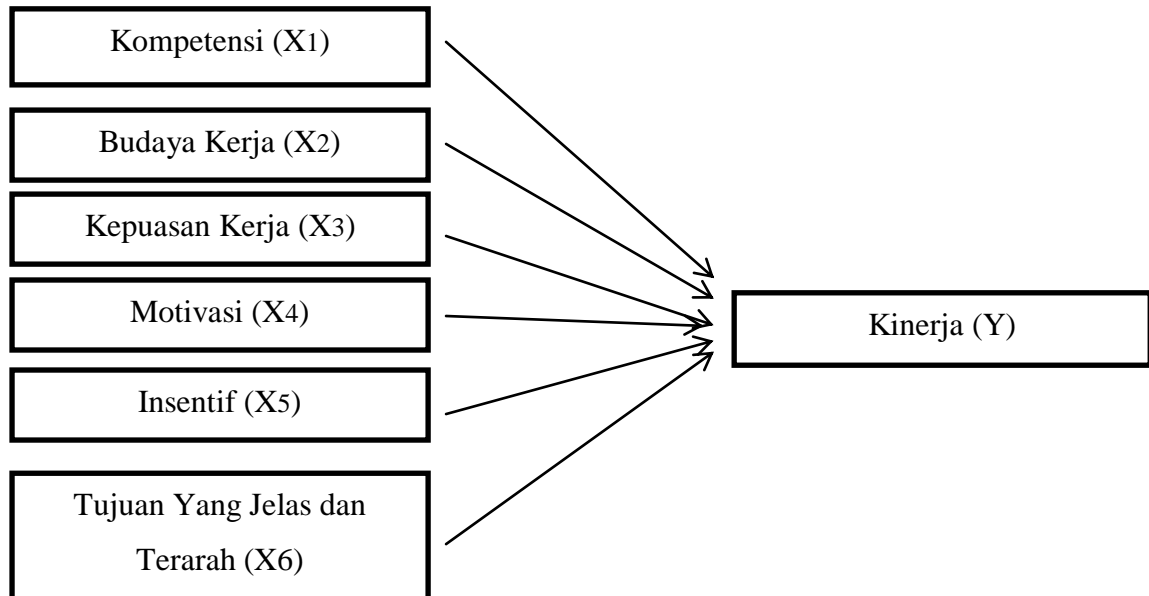 Kompetensi (X1)
Budaya Kerja (X2)
Kepuasan Kerja (X3)
Motivasi (X4)
Kinerja (Y)
Insentif (X5)
Tujuan Yang Jelas dan
Terarah (X6)